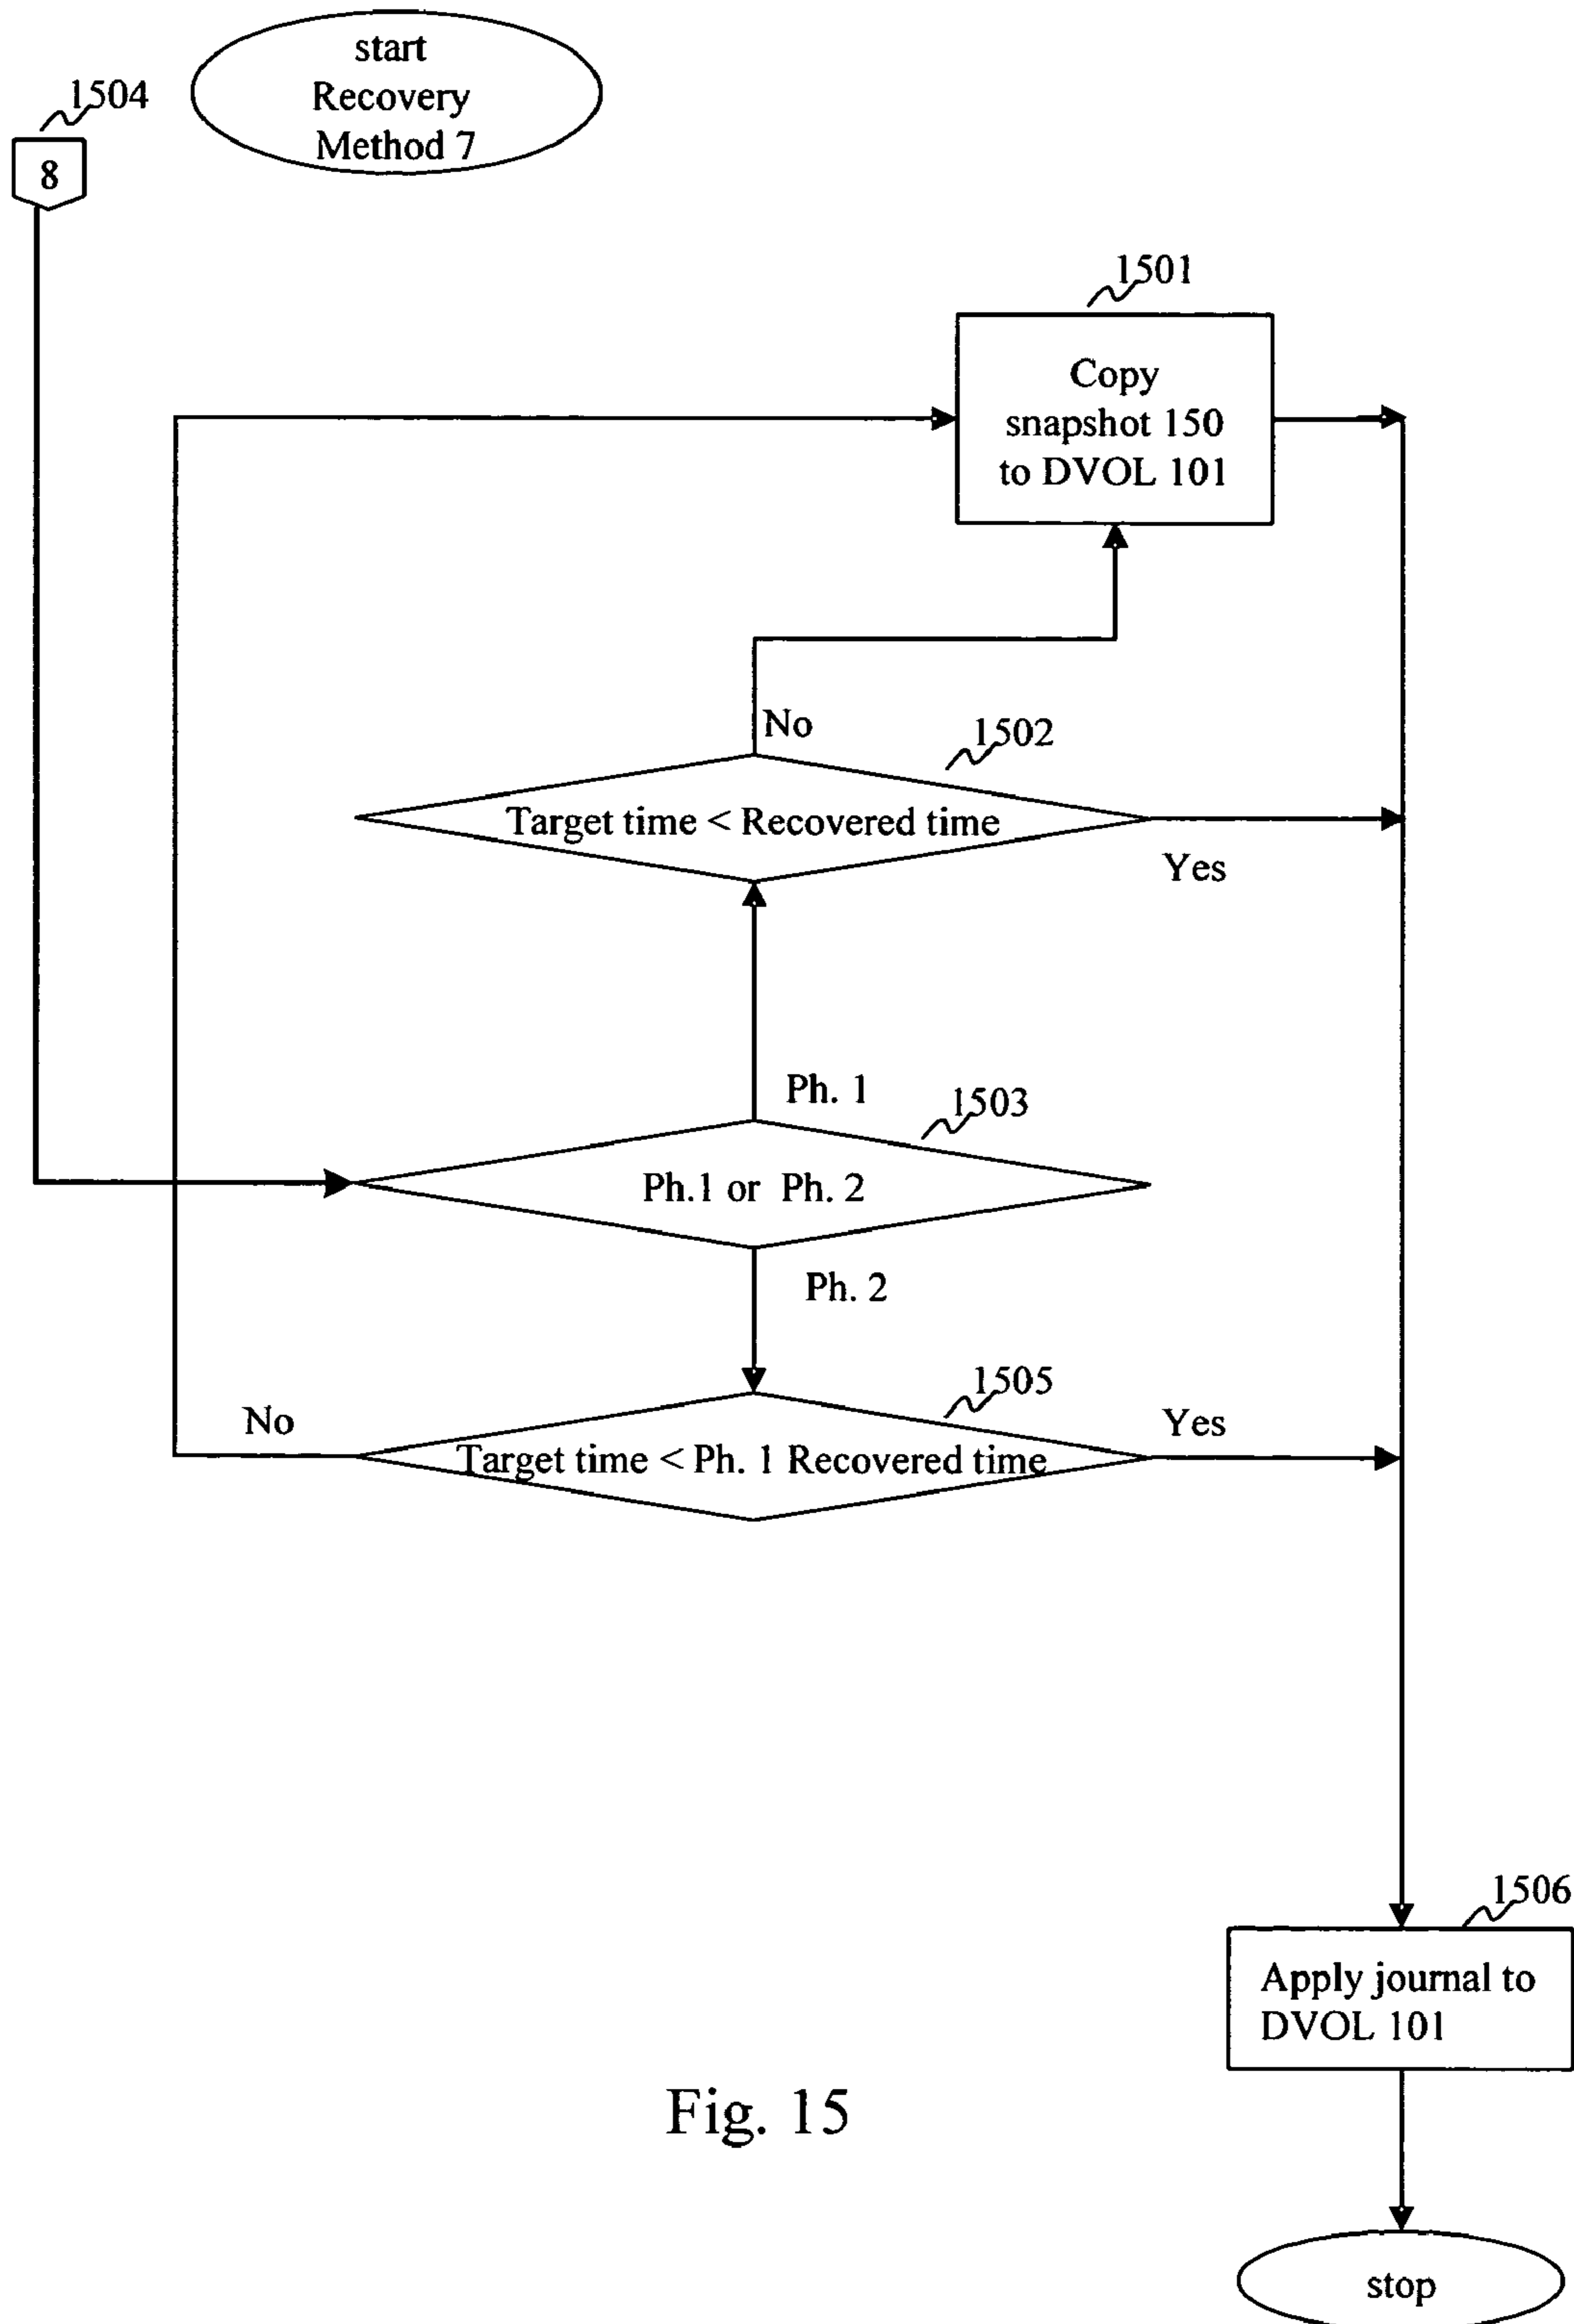 start
Recovery
Method 7
1504
8
1501
Copy
snapshot 150
to DVOL 101
No
1502
Target time < Recovered time
Yes
Ph. 1
1503
Ph.1 or Ph. 2
Ph. 2
1505
No
Yes
Target time < Ph. 1 Recovered time
1506
Apply journal to
DVOL 101
Fig. 15
stop